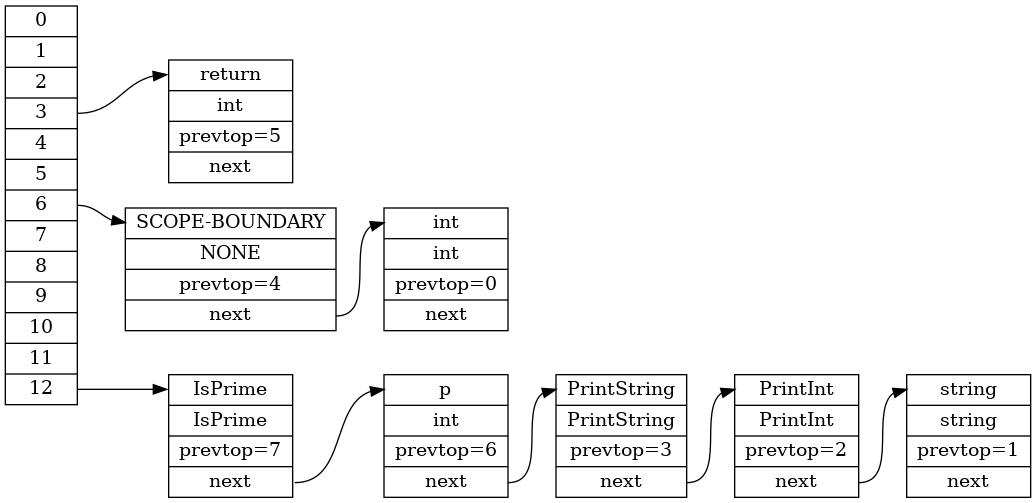 0
1
2
3
4
5
6
7
8
9
10
11
12
return
int
prevtop=5
next
SCOPE-BOUNDARY
NONE
prevtop=4
next
int
int
prevtop=0
next
IsPrime
IsPrime
prevtop=7
next
p
int
prevtop=6
next
PrintString
PrintString
prevtop=3
next
PrintInt
PrintInt
prevtop=2
next
string
string
prevtop=1
next